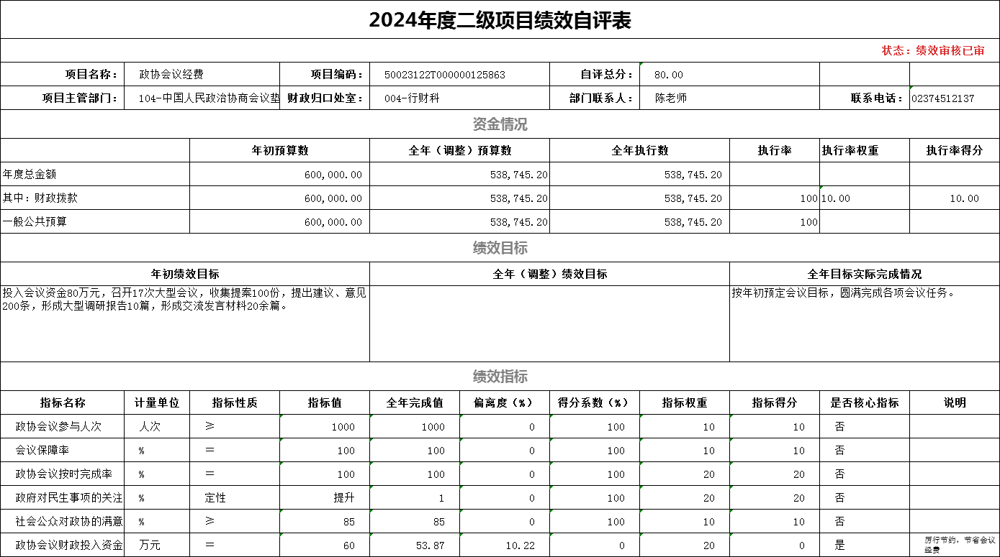 2024年度二级项目绩效自评表
状态：绩效审核已审
项目名称： 政协会议经费 项目编码： 50023122T000000125863 自评总分： 80.00
项目主管部门： 104-中国人民政治协商会议垫 财政归口处室： 004-行财科 部门联系人： 陈老师 联系电话： 02374512137
资金情况
年初预算数 全年（调整）预算数 全年执行数 执行率 执行率权重 执行率得分
年度总金额 600,000.00 538,745.20 538,745.20
其中：财政拨款 600,000.00 538,745.20 538,745.20 100 10.00 10.00
一般公共预算 600,000.00 538,745.20 538,745.20 100
绩效目标
年初绩效目标 全年（调整）绩效目标 全年目标实际完成情况
投入会议资金80万元，召开17次大型会议，收集提案100份，提出建议、意见 按年初预定会议目标，圆满完成各项会议任务。
200条，形成大型调研报告10篇，形成交流发言材料20余篇。
绩效指标
指标名称 计量单位 指标性质 指标值 全年完成值 偏离度（%） 得分系数（%） 指标权重 指标得分 是否核心指标 说明
政协会议参与人次 人次 ≥ 1000 1000 0 100 10 10 否
会议保障率 % ＝ 100 100 0 100 10 10 否
政协会议按时完成率 % ＝ 100 100 0 100 20 20 否
政府对民生事项的关注 % 定性 提升 1 0 100 20 20 否
社会公众对政协的满意 % ≥ 85 85 0 100 10 10 否
政协会议财政投入资金 万元 ＝ 60 53.87 10.22 0 20 0 是 厉行节约，节省会议
经费